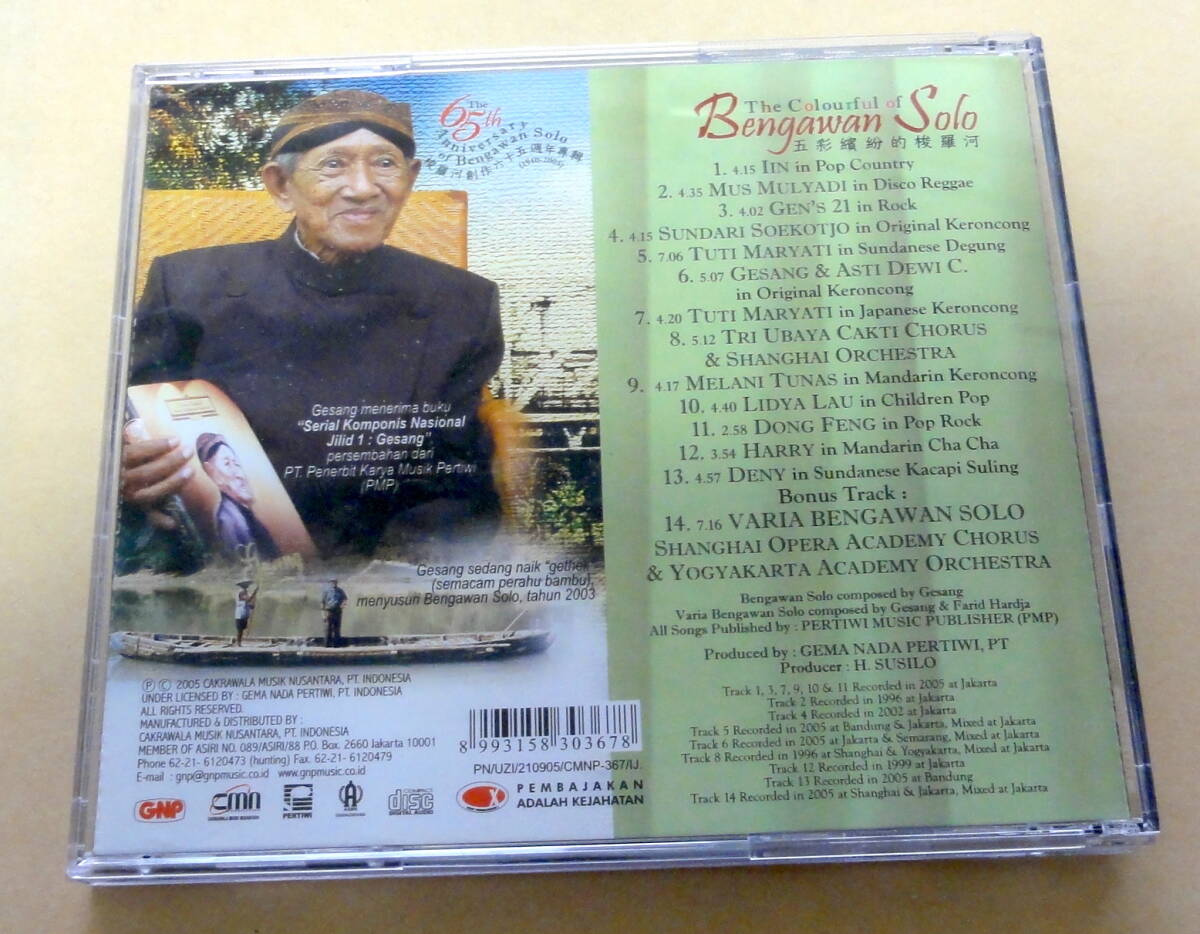 The
65th
Anniversary
of Bengawan Solo
梭羅河創作六十五週年專輯
(1940-2005)
Gesang menerima buku
"Serial Komponis Nasional
Jilid 1 : Gesang"
persembahan dari
PT. Penerbit Karya Musik Pertiwi
(PMP)
Gesang sedang naik "gethek"
(semacam perahu bambu),
menyusuri Bengawan Solo, tahun 2003
℗ © 2005 CAKRAWALA MUSIK NUSANTARA, PT. INDONESIA
UNDER LICENSED BY : GEMA NADA PERTIWI, PT. INDONESIA
ALL RIGHTS RESERVED.
MANUFACTURED & DISTRIBUTED BY :
CAKRAWALA MUSIK NUSANTARA, PT. INDONESIA
MEMBER OF ASIRI NO. 089/ASIRI/88 P.O. Box. 2660 Jakarta 10001
Phone 62-21- 6120473 (hunting) Fax. 62-21- 6120479
E-mail : gnp@gnpmusic.co.id www.gnpmusic.co.id
8 993158 303678
PN/UZI/210905/CMNP-367/IJ
GNP
cmn
PERTIWI
COMPACT
disc
DIGITAL AUDIO
PEMBAJAKAN
ADALAH KEJAHATAN
The Colourful of
Bengawan Solo
五彩繽紛的梭羅河
1. 4.15 IIN in Pop Country
2. 4.35 MUS MULYADI in Disco Reggae
3. 4.02 GEN'S 21 in Rock
4. 4.15 SUNDARI SOEKOTJO in Original Keroncong
5. 7.06 TUTI MARYATI in Sundanese Degung
6. 5.07 GESANG & ASTI DEWI C.
in Original Keroncong
7. 4.20 TUTI MARYATI in Japanese Keroncong
8. 5.12 TRI UBAYA CAKTI CHORUS
& SHANGHAI ORCHESTRA
9. 4.17 MELANI TUNAS in Mandarin Keroncong
10. 4.40 LIDYA LAU in Children Pop
11. 2.58 DONG FENG in Pop Rock
12. 3.54 HARRY in Mandarin Cha Cha
13. 4.57 DENY in Sundanese Kacapi Suling
Bonus Track :
14. 7.16 VARIA BENGAWAN SOLO
SHANGHAI OPERA ACADEMY CHORUS
& YOGYAKARTA ACADEMY ORCHESTRA
Bengawan Solo composed by Gesang
Varia Bengawan Solo composed by Gesang & Farid Hardja
All Songs Published by : PERTIWI MUSIC PUBLISHER (PMP)
Produced by : GEMA NADA PERTIWI, PT
Producer : H. SUSILO
Track 1, 3, 7, 9, 10 & 11 Recorded in 2005 at Jakarta
Track 2 Recorded in 1996 at Jakarta
Track 4 Recorded in 2002 at Jakarta
Track 5 Recorded in 2005 at Bandung & Jakarta, Mixed at Jakarta
Track 6 Recorded in 2005 at Jakarta & Semarang, Mixed at Jakarta
Track 8 Recorded in 1996 at Shanghai & Yogyakarta, Mixed at Jakarta
Track 12 Recorded in 1999 at Jakarta
Track 13 Recorded in 2005 at Bandung
Track 14 Recorded in 2005 at Shanghai & Jakarta, Mixed at Jakarta